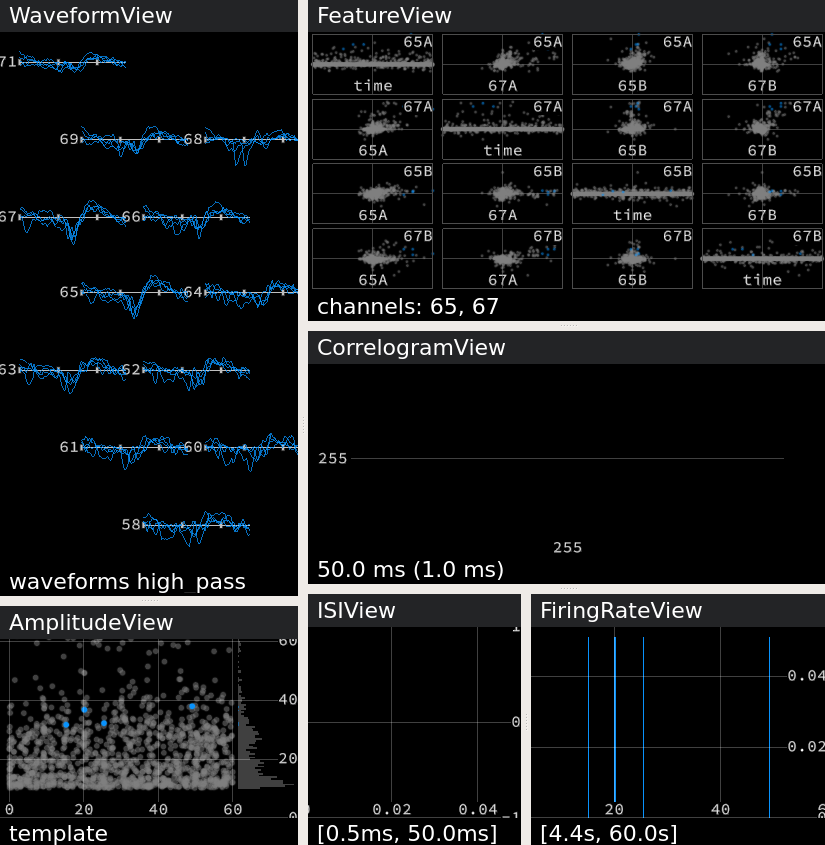 WaveformView
71
69 68
67 66
65 64
63 62
61 60
58
waveforms high_pass
FeatureView
65A 65A 65A 65A
time 67A 65B 67B
67A 67A 67A 67A
65A time 65B 67B
65B 65B 65B 65B
65A 67A time 67B
67B 67B 67B 67B
65A 67A 65B time
channels: 65, 67
CorrelogramView
255
255
50.0 ms (1.0 ms)
AmplitudeView
60
40
20
0 20 40 60 0
template
ISIView
1
0
0.02 0.04 −1
[0.5ms, 50.0ms]
FiringRateView
0.04
0.02
20 40 6
[4.4s, 60.0s]